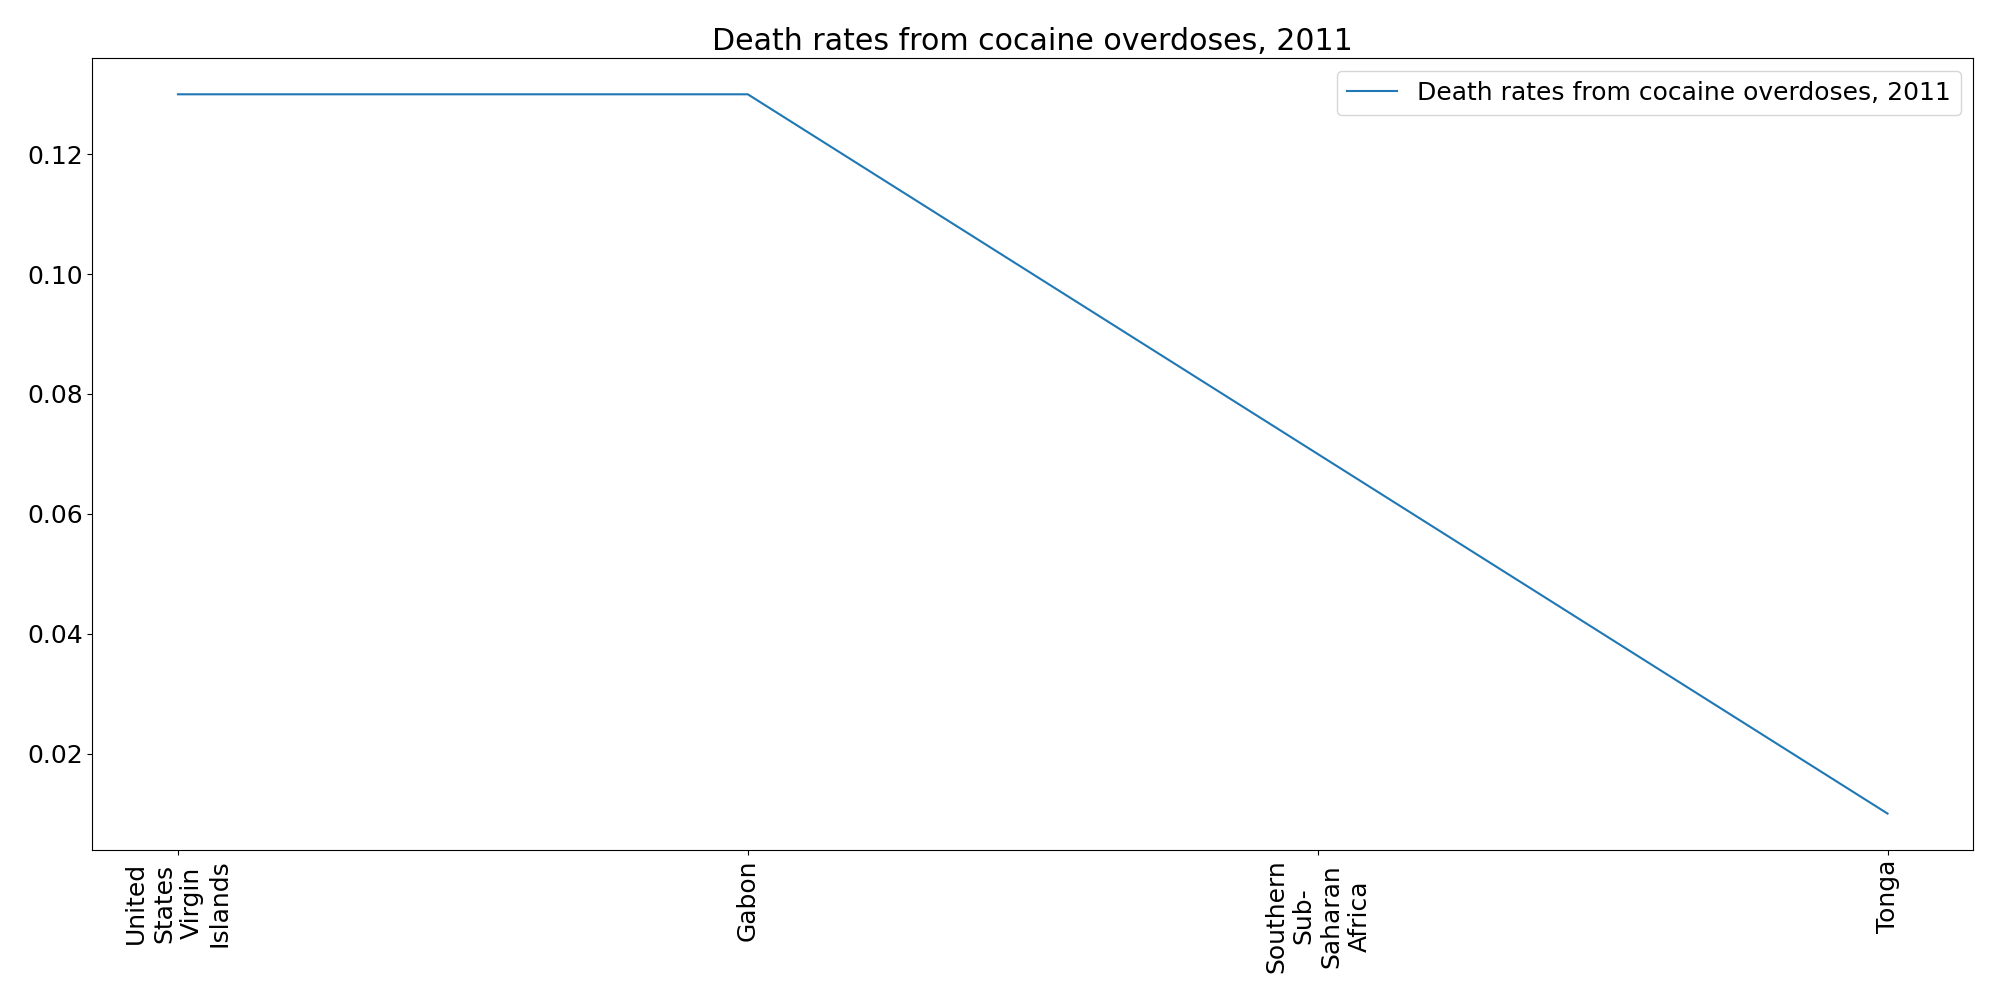 Death rates from cocaine overdoses, 2011
Death rates from cocaine overdoses, 2011
0.12
0.10
0.08
0.06
0.04
0.02
United
States
Virgin
Islands
Gabon
Southern
Sub-
Saharan
Africa
Tonga